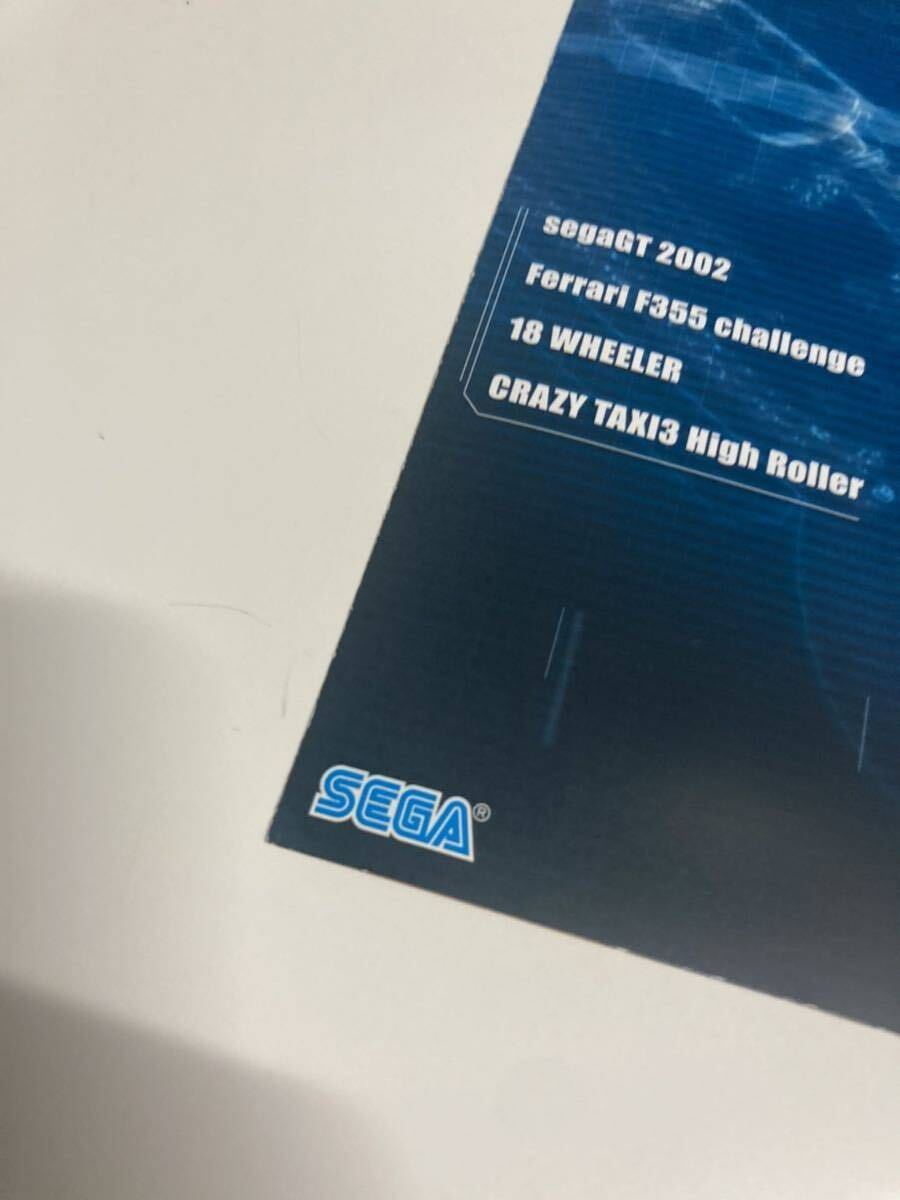 segaGT 2002
Ferrari F355 challenge
18 WHEELER
CRAZY TAXI3 High Roller
SEGA®